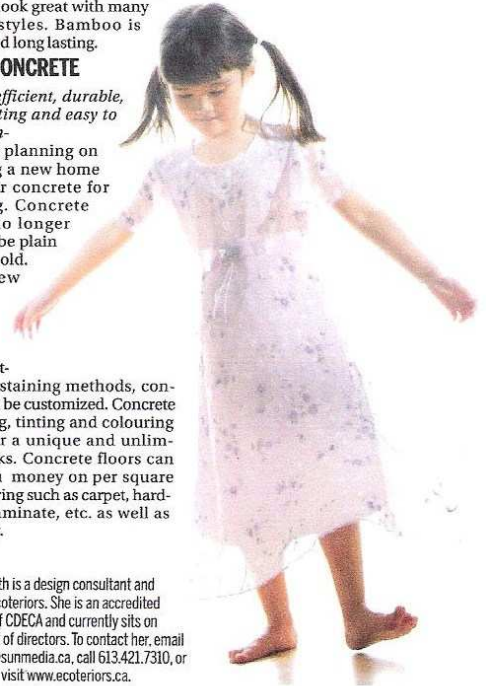 ook great with many
styles. Bamboo is
d long lasting.
ONCRETE
fficient, durable,
ting and easy to
n-
planning on
g a new home
r concrete for
g. Concrete
o longer
be plain
old.
ew
t-
staining methods, con-
be customized. Concrete
g, tinting and colouring
r a unique and unlim-
ks. Concrete floors can
money on per square
ring such as carpet, hard-
minate, etc. as well as
th is a design consultant and
coteriors. She is an accredited
f CDECA and currently sits on
of directors. To contact her, email
sunmedia.ca, call 613.421.7310, or
visit www.ecoteriors.ca.